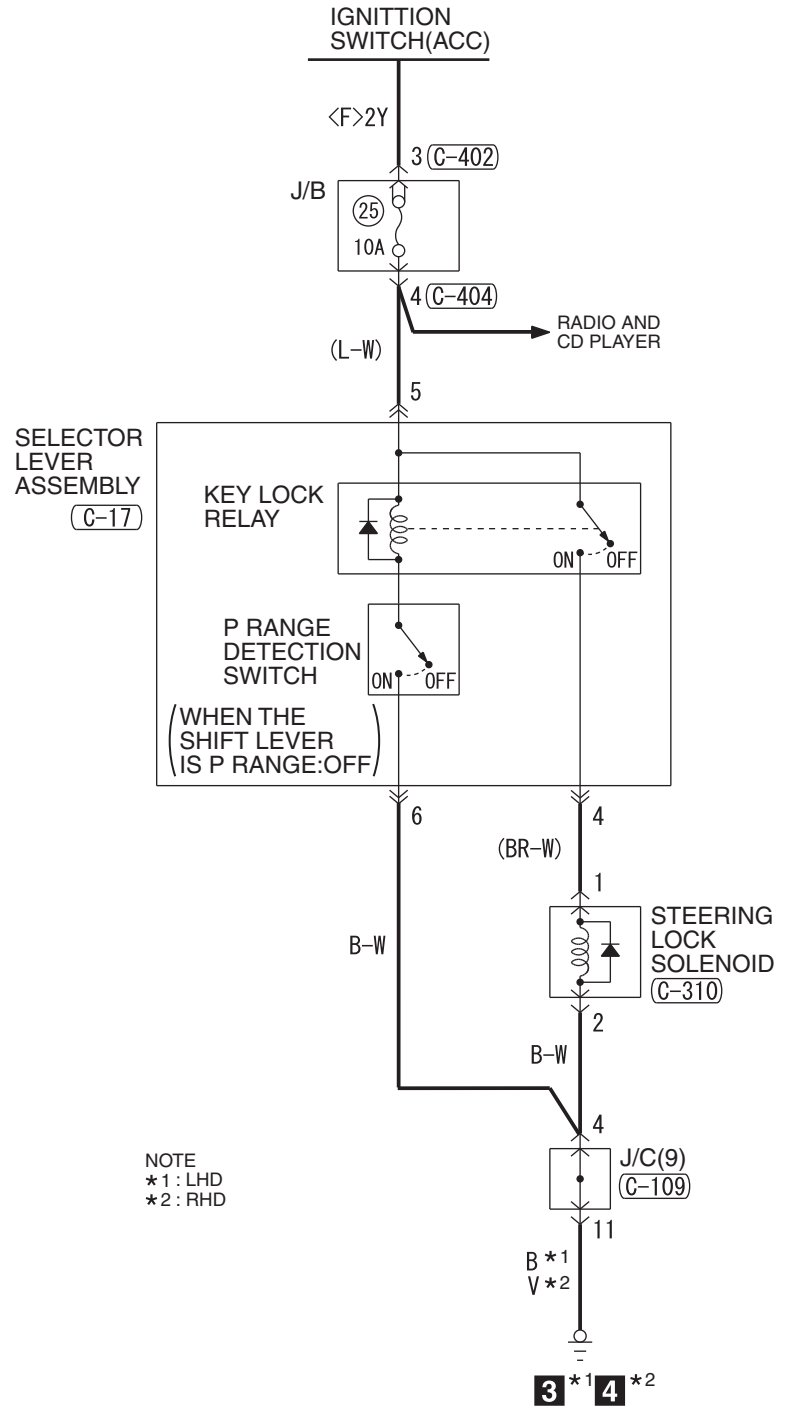 IGNITTION
SWITCH(ACC)
<F>2Y
3 C-402
J/B
25
10A
4 C-404
RADIO AND
CD PLAYER
(L-W)
5
SELECTOR
LEVER
ASSEMBLY
C-17
KEY LOCK
RELAY
ON OFF
P RANGE
DETECTION
SWITCH
ON OFF
(WHEN THE
SHIFT LEVER
IS P RANGE:OFF)
6
4
(BR-W)
1
STEERING
LOCK
SOLENOID
C-310
B-W
2
B-W
4
J/C(9)
C-109
NOTE
*1 : LHD
*2 : RHD
11
B *1
V *2
3 *1 4 *2